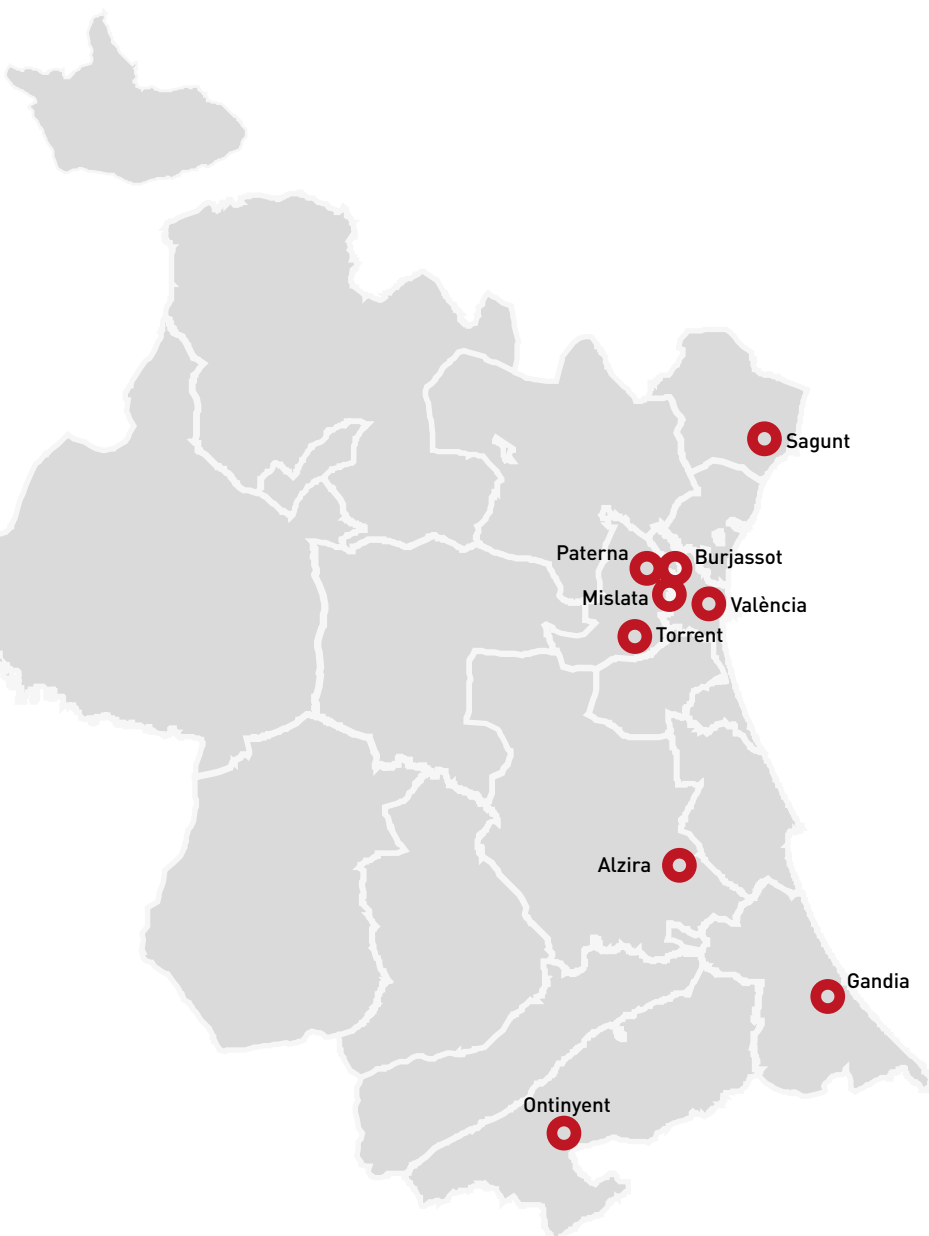 Sagunt
Paterna
Burjassot
Mislata
València
Torrent
Alzira
Gandia
Ontinyent